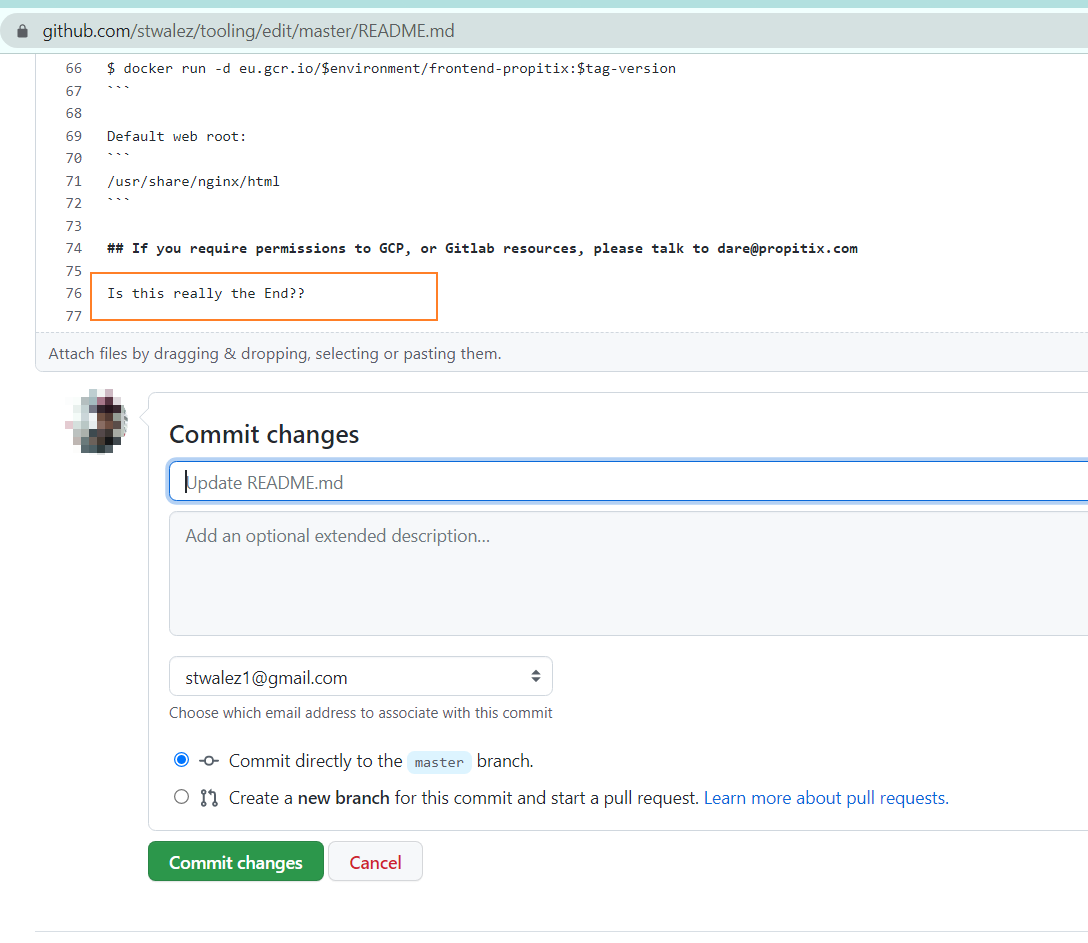 github.com/stwalez/tooling/edit/master/README.md
66 $ docker run -d eu.gcr.io/$environment/frontend-propitix:$tag-version
67 ```
68
69 Default web root:
70 ```
71 /usr/share/nginx/html
72 ```
73
74 ## If you require permissions to GCP, or Gitlab resources, please talk to dare@propitix.com
75
76 Is this really the End??
77
Attach files by dragging & dropping, selecting or pasting them.
Commit changes
Update README.md
Add an optional extended description...
stwalez1@gmail.com
Choose which email address to associate with this commit
Commit directly to the master branch.
Create a new branch for this commit and start a pull request. Learn more about pull requests.
Commit changes Cancel